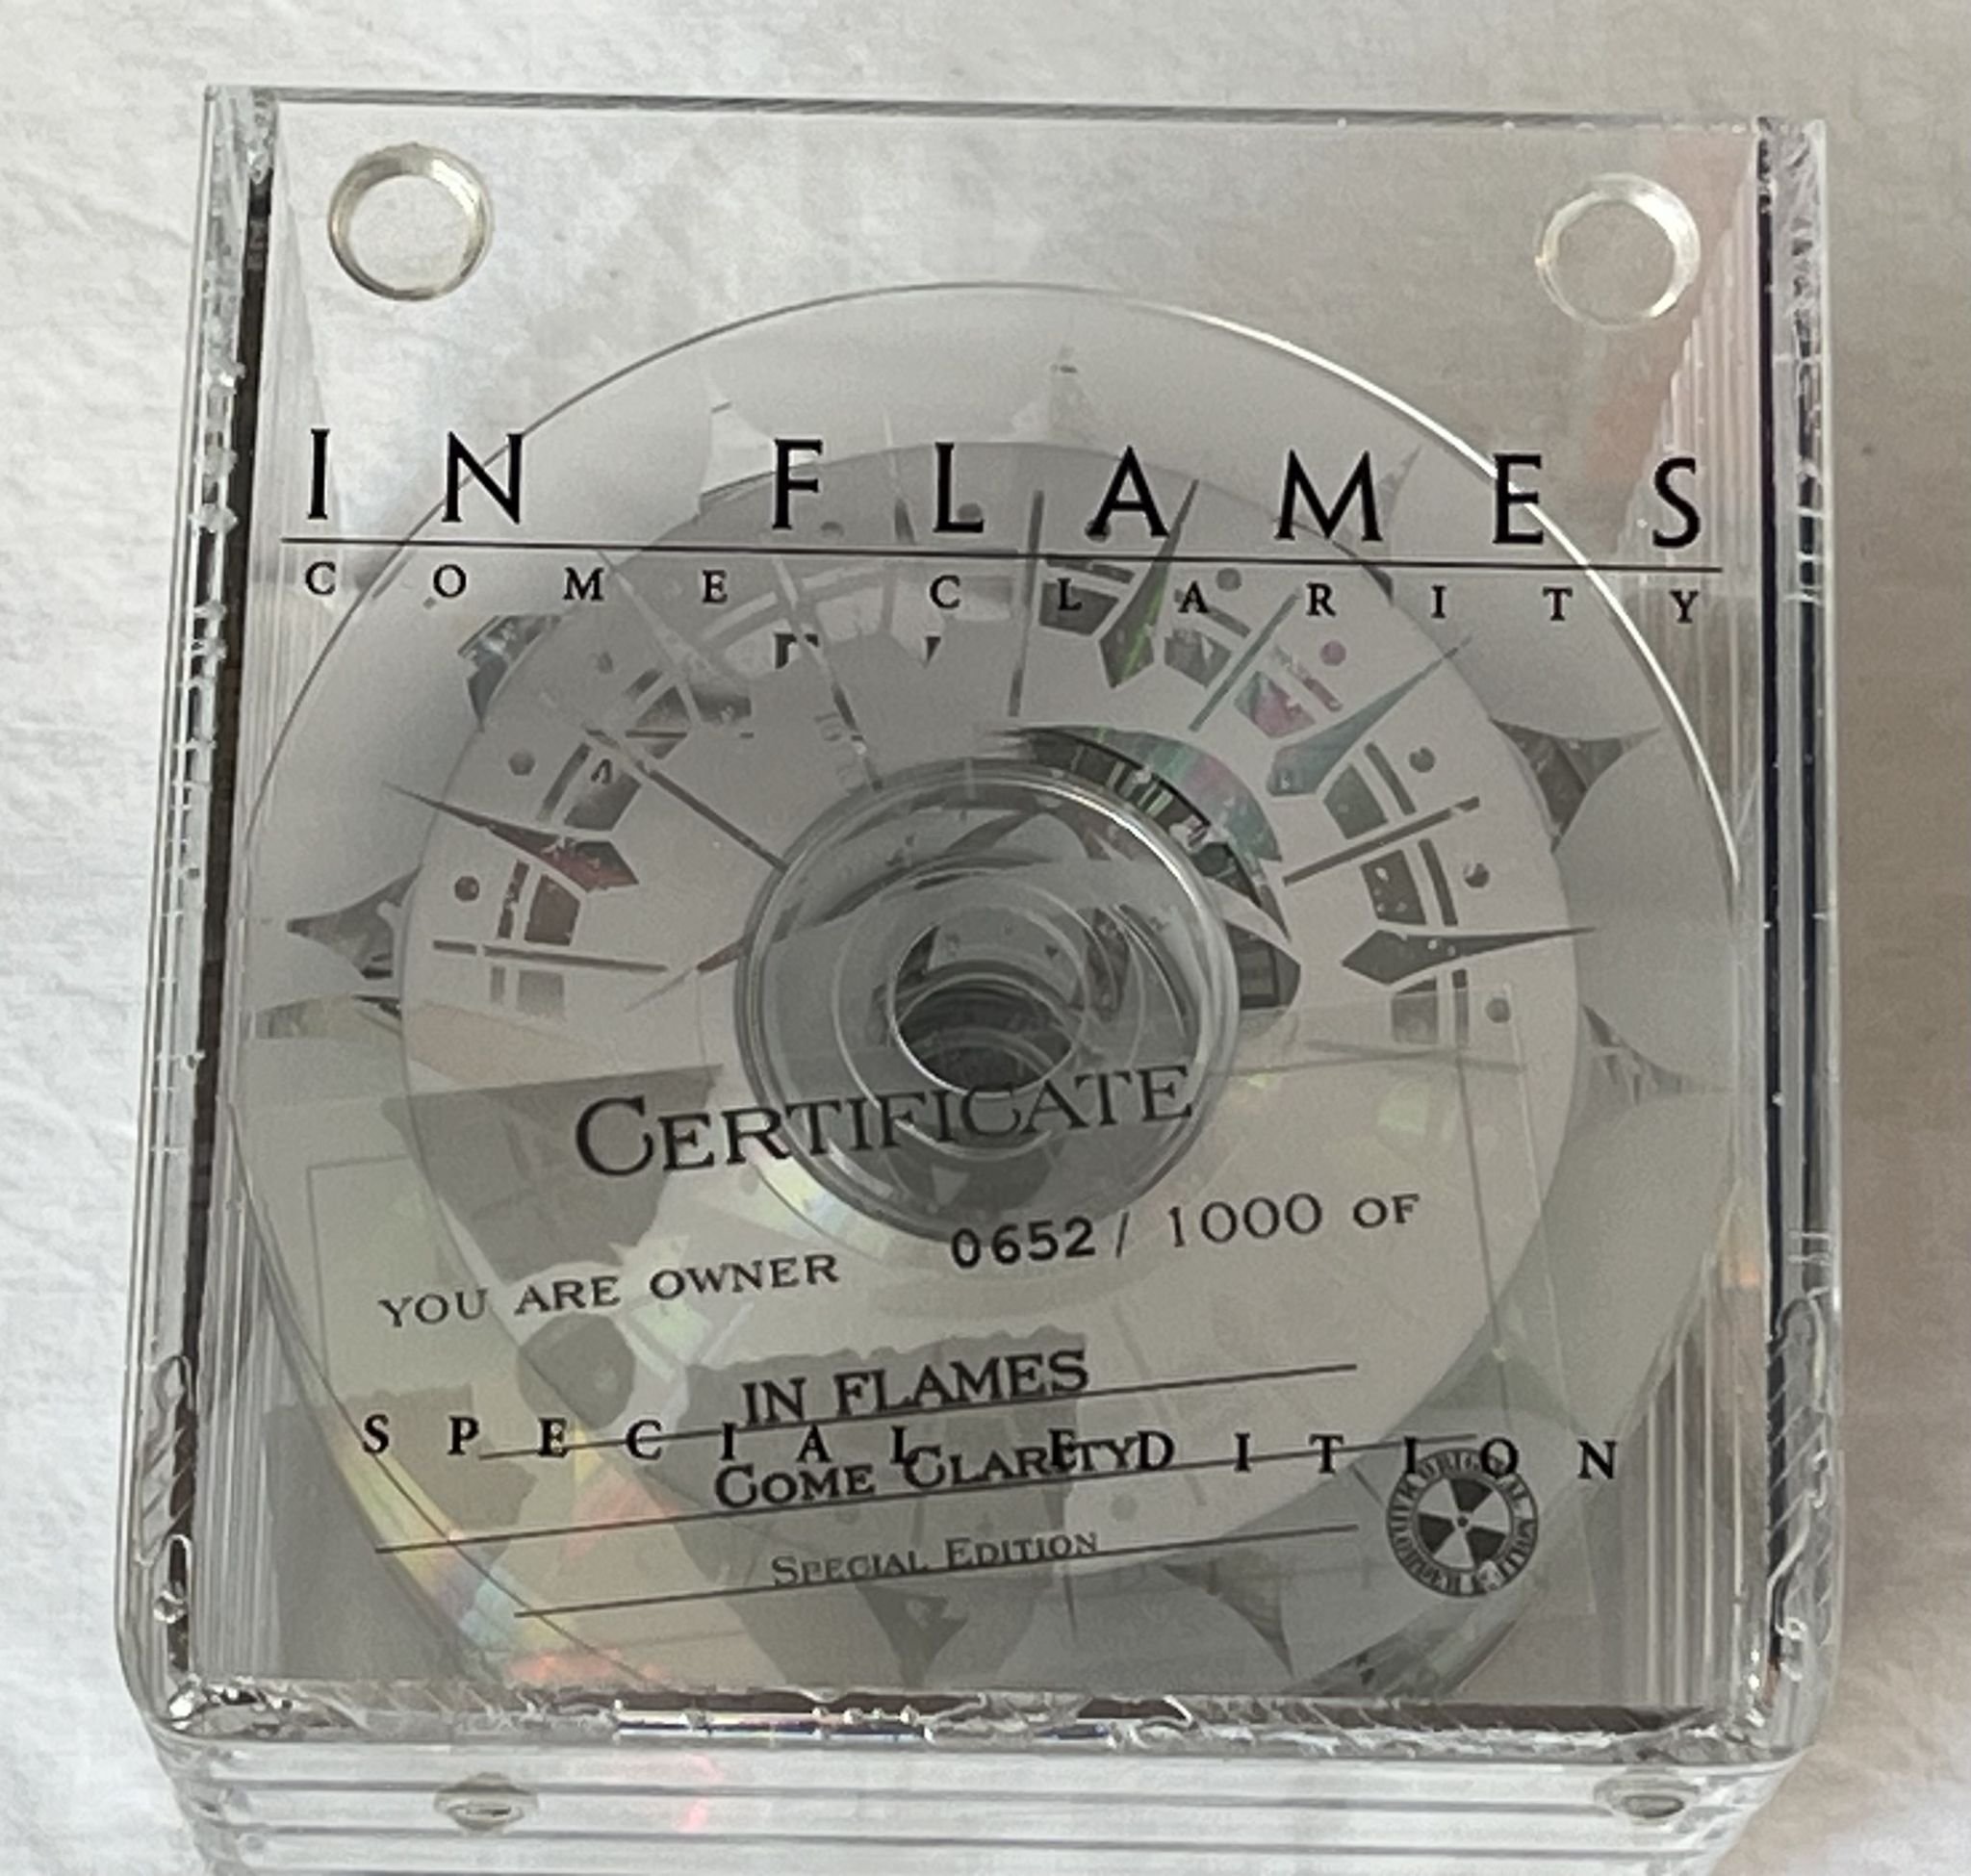 IN FLAMES
COME CLARITY
CERTIFICATE
YOU ARE OWNER 0652 / 1000 OF
IN FLAMES
SPECIAL EDITION
COME CLARITY
SPECIAL EDITION